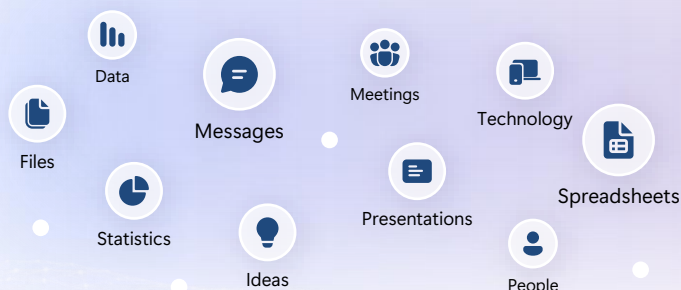 Data
Messages
Meetings
Technology
Files
Spreadsheets
Statistics
Presentations
Ideas
People